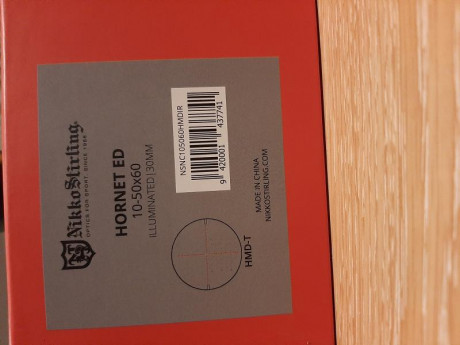 Nikko Stirling.
OPTICS FOR SPORT SINCE 1956
HORNET ED
10-50x60
ILLUMINATED|30MM
NSNC105060HMDIR
9 420001 437741
HMD-T
MADE IN CHINA
NIKKOSTIRLING.COM